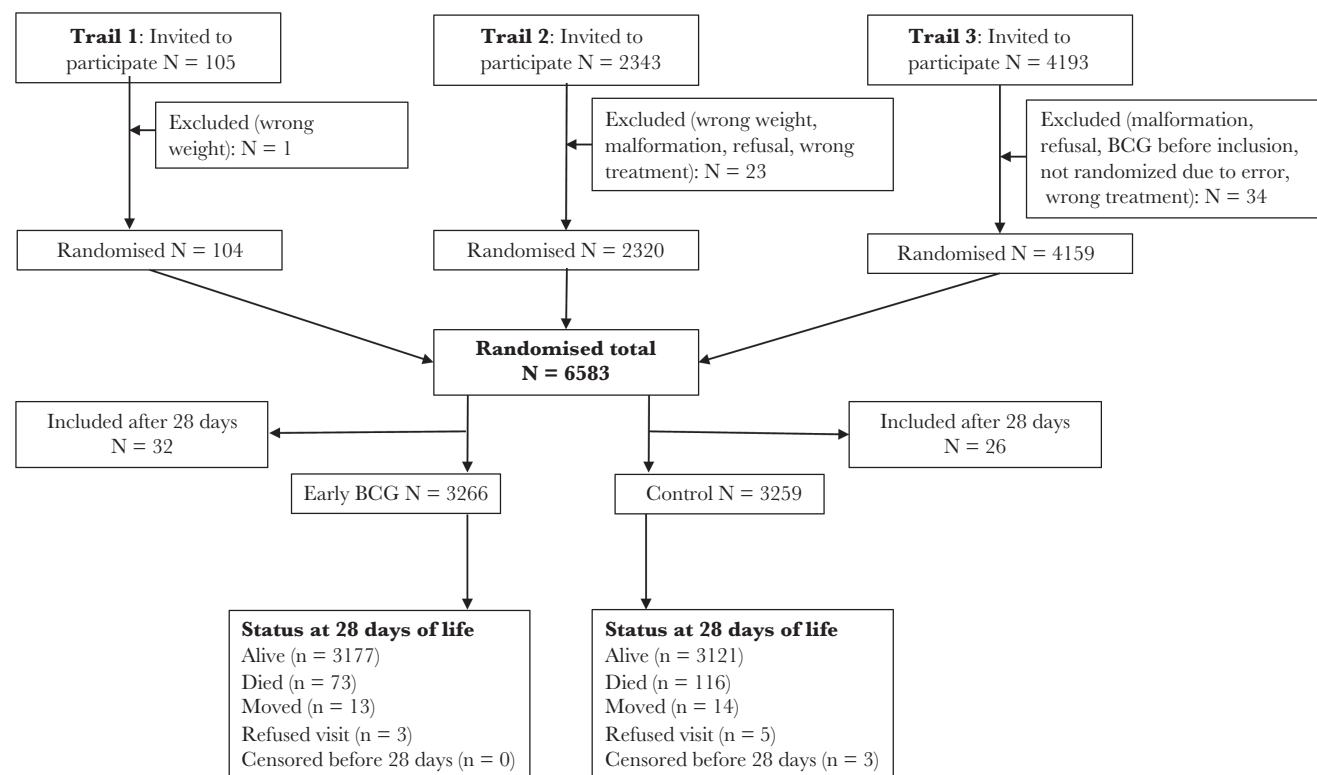 Trail 1: Invited to
participate N = 105
Trail 2: Invited to
participate N = 2343
Trail 3: Invited to
participate N = 4193
Excluded (wrong
weight): N = 1
Excluded (wrong weight,
malformation, refusal, wrong
treatment): N = 23
Excluded (malformation,
refusal, BCG before inclusion,
not randomized due to error,
wrong treatment): N = 34
Randomised N = 104
Randomised N = 2320
Randomised N = 4159
Randomised total
N = 6583
Included after 28 days
N = 32
Included after 28 days
N = 26
Early BCG N = 3266
Control N = 3259
Status at 28 days of life
Alive (n = 3177)
Died (n = 73)
Moved (n = 13)
Refused visit (n = 3)
Censored before 28 days (n = 0)
Status at 28 days of life
Alive (n = 3121)
Died (n = 116)
Moved (n = 14)
Refused visit (n = 5)
Censored before 28 days (n = 3)